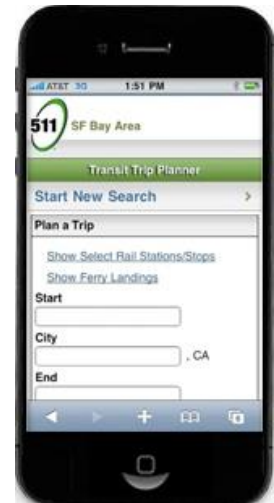 AT&T 3G 1:51 PM
511 SF Bay Area
Transit Trip Planner
Start New Search >
Plan a Trip
Show Select Rail Stations/Stops
Show Ferry Landings
Start
City
, CA
End